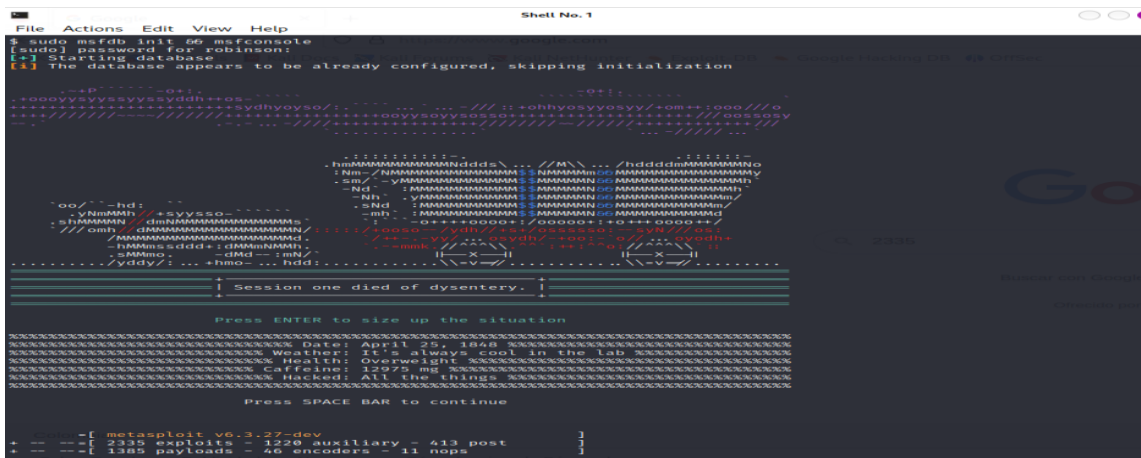 Shell No. 1
File Actions Edit View Help
$ sudo msfdb init && msfconsole
[sudo] password for robinson:
[+] Starting database
[i] The database appears to be already configured, skipping initialization
Session one died of dysentery.
Press ENTER to size up the situation
Date: April 25, 1848
Weather: It's always cool in the lab
Health: Overweight
Caffeine: 12975 mg
Hacked: All the things
Press SPACE BAR to continue
=[ metasploit v6.3.27-dev ]
+ -- --=[ 2335 exploits - 1220 auxiliary - 413 post ]
+ -- --=[ 1385 payloads - 46 encoders - 11 nops ]